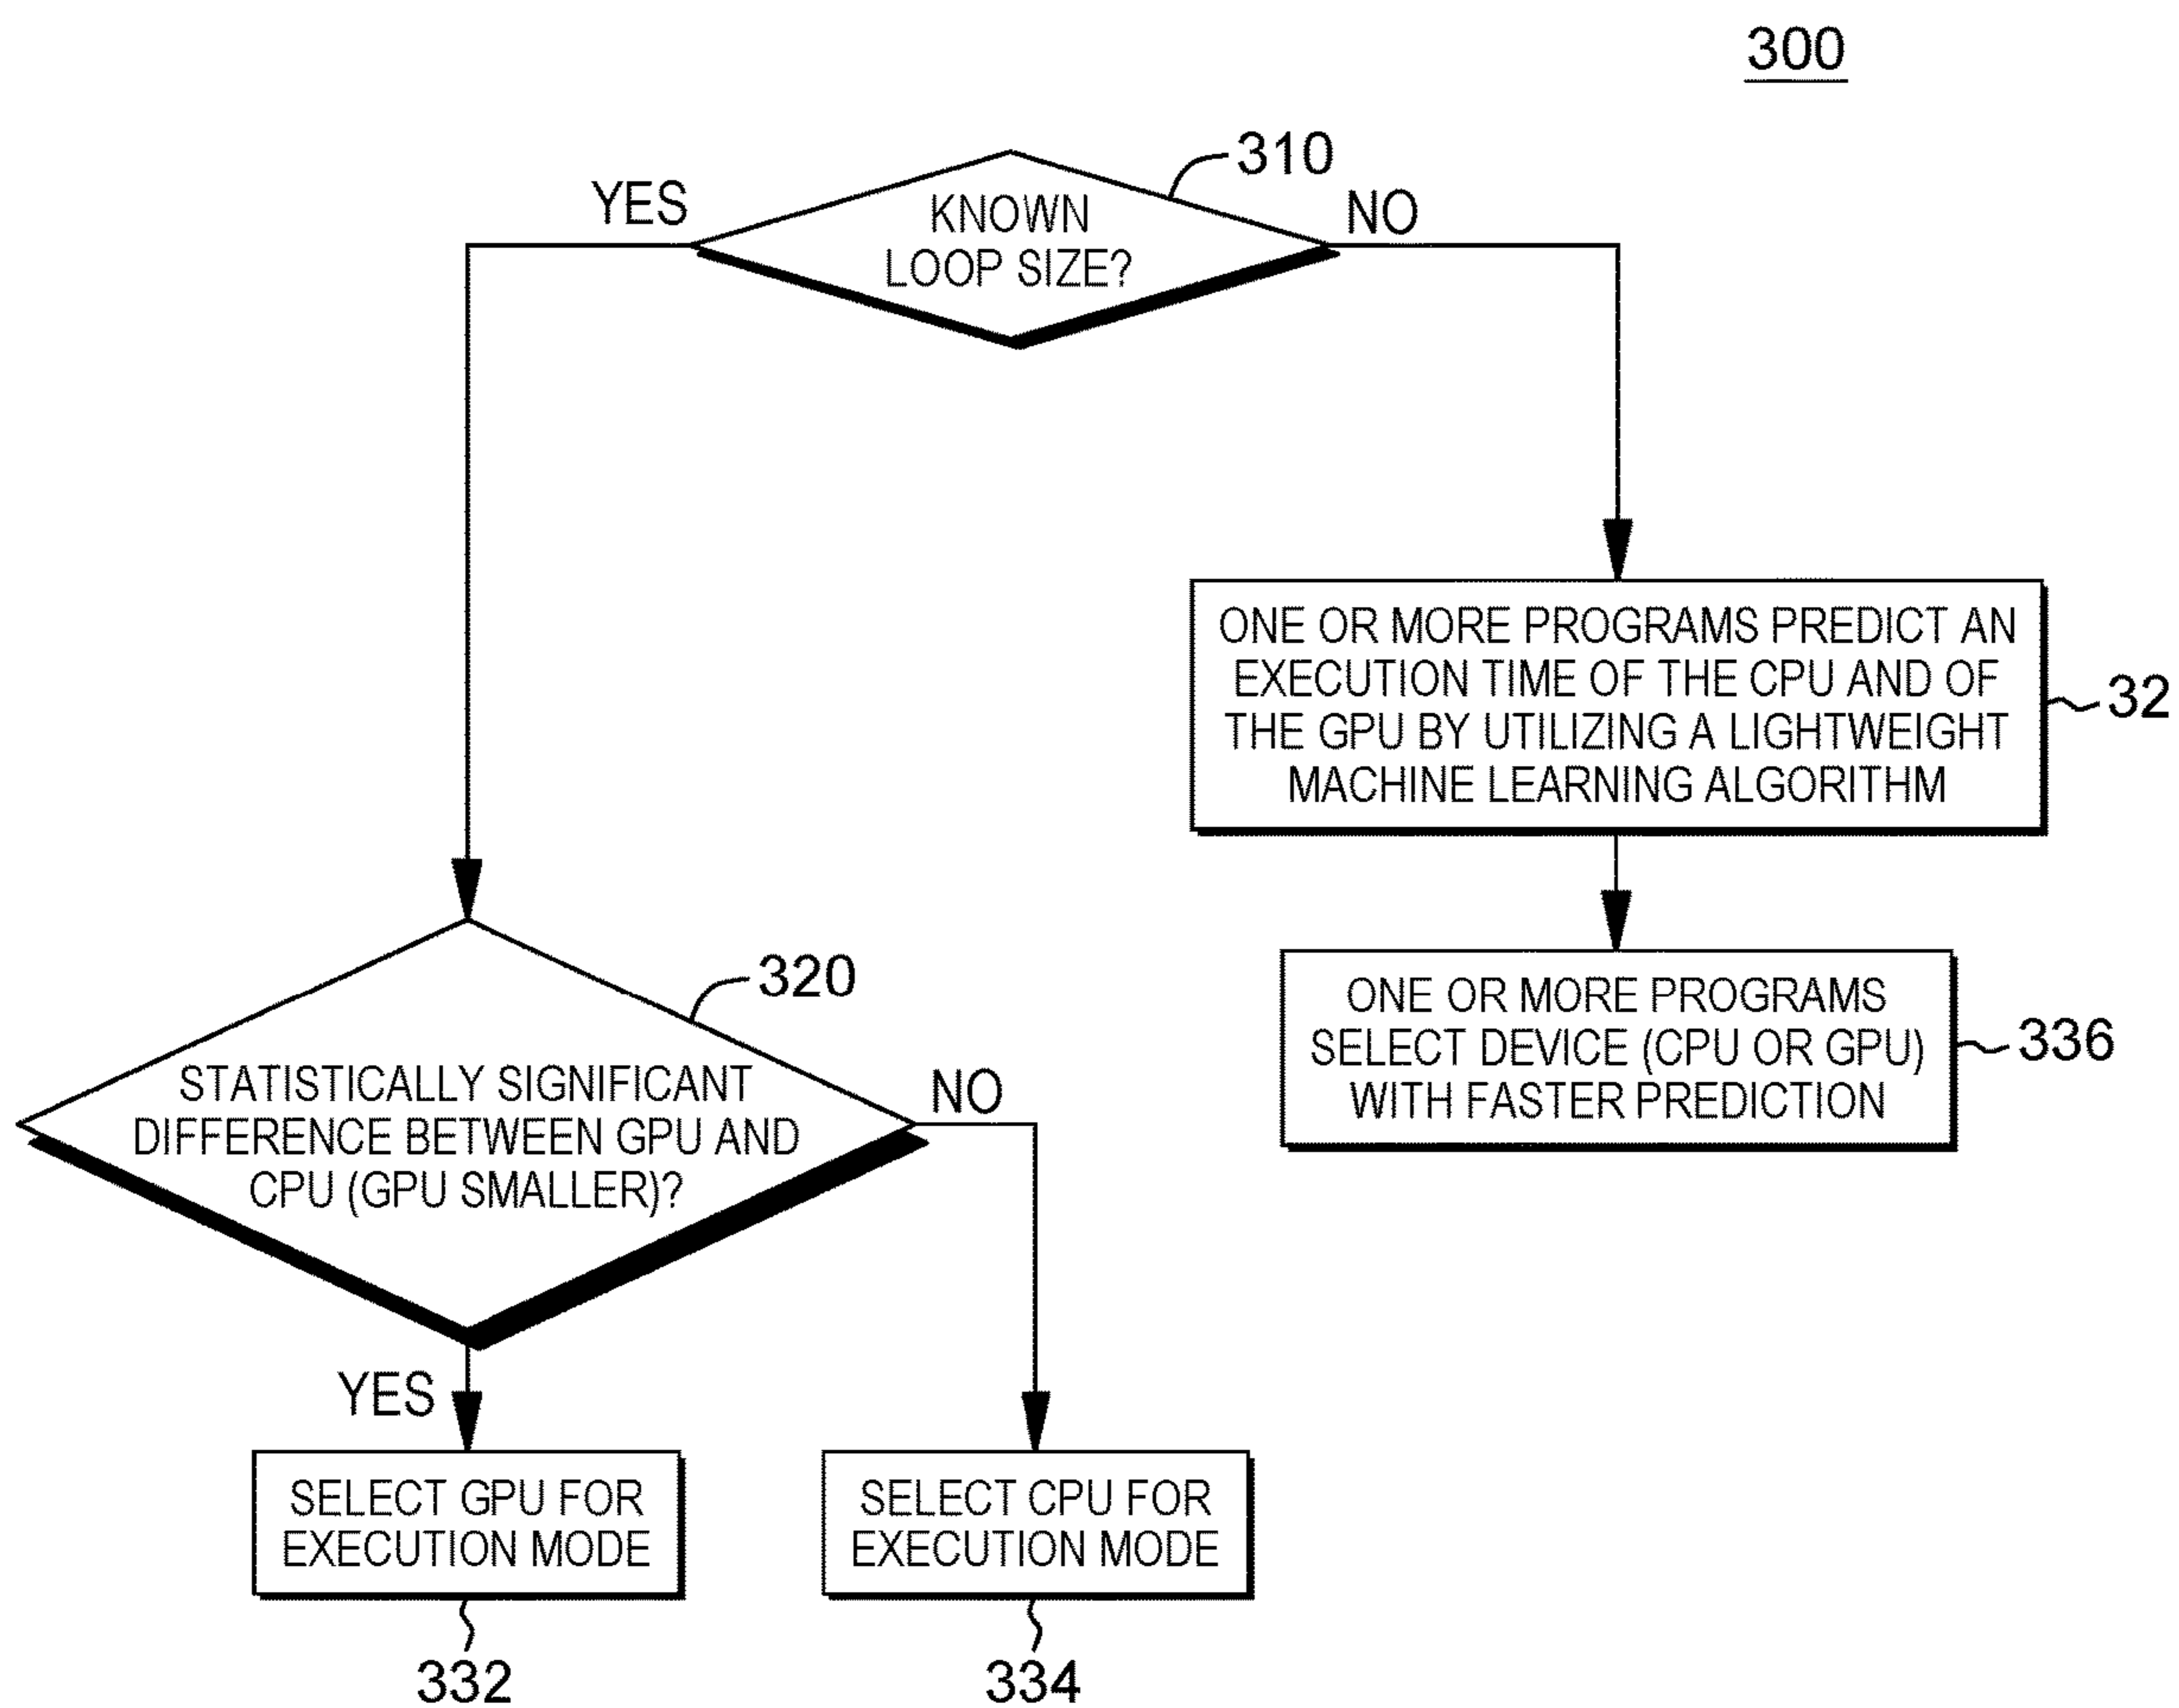 300
310
YES
KNOWN
LOOP SIZE?
NO
ONE OR MORE PROGRAMS PREDICT AN
EXECUTION TIME OF THE CPU AND OF
THE GPU BY UTILIZING A LIGHTWEIGHT
MACHINE LEARNING ALGORITHM
32
320
STATISTICALLY SIGNIFICANT
DIFFERENCE BETWEEN GPU AND
CPU (GPU SMALLER)?
NO
ONE OR MORE PROGRAMS
SELECT DEVICE (CPU OR GPU)
WITH FASTER PREDICTION
336
YES
SELECT GPU FOR
EXECUTION MODE
332
SELECT CPU FOR
EXECUTION MODE
334